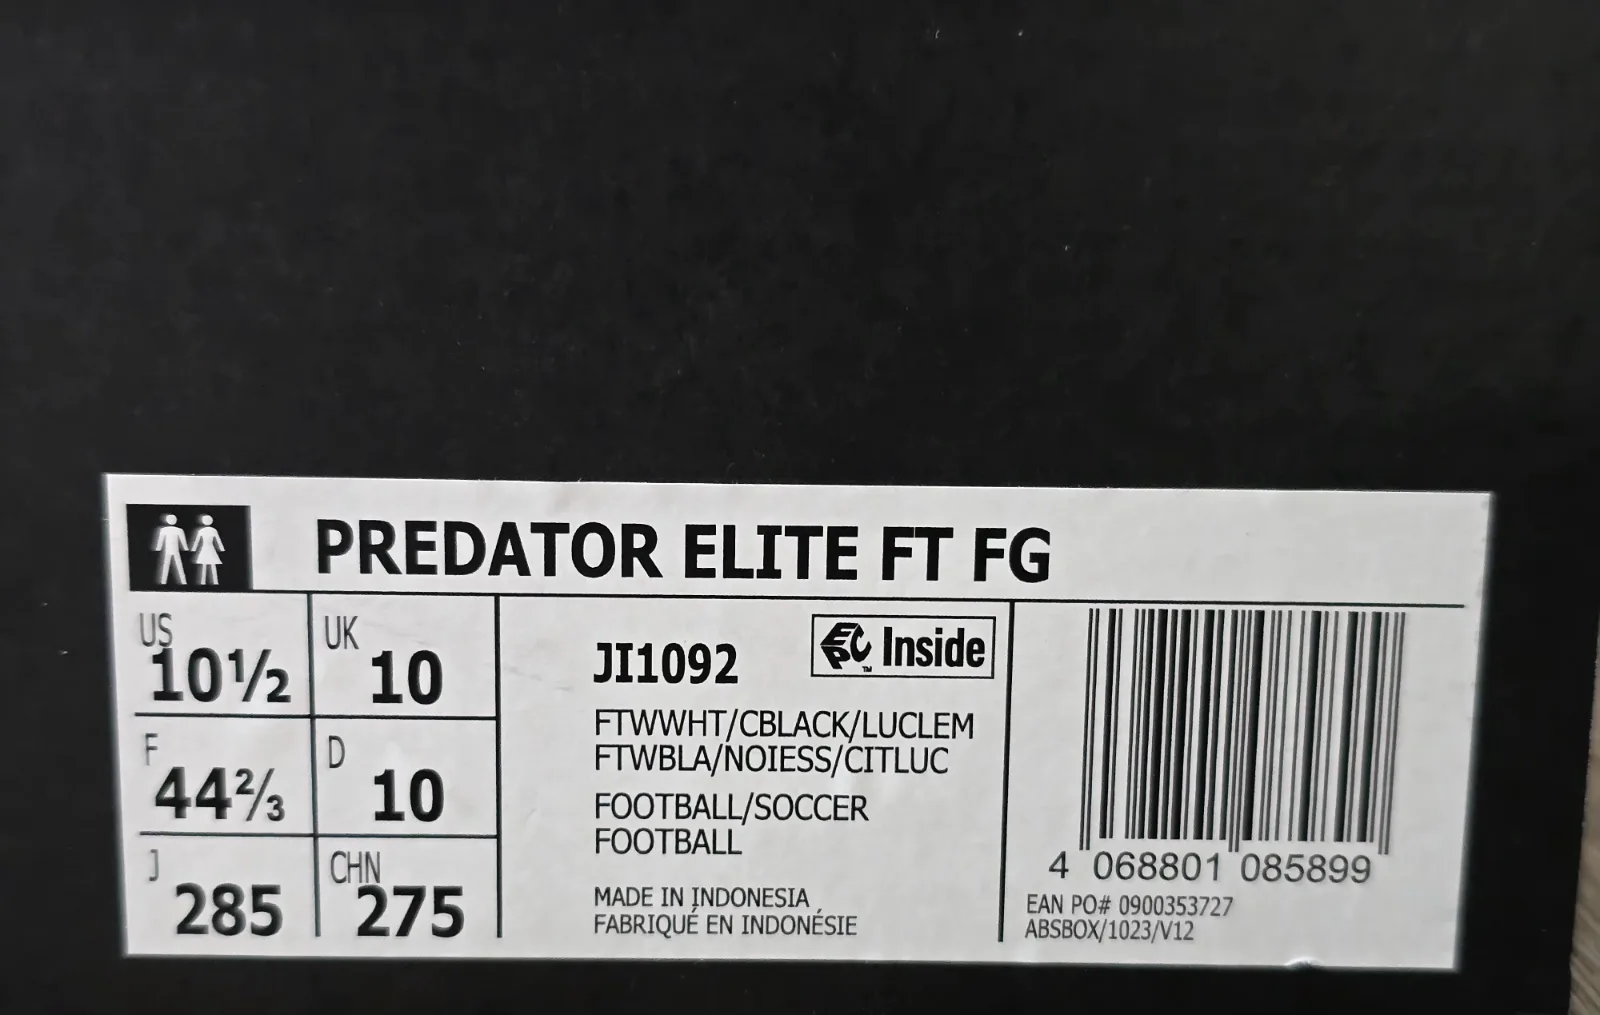 PREDATOR ELITE FT FG
US 10½
UK 10
F 44⅔
D 10
J 285
CHN 275
JI1092
EPC™ Inside
FTWWHT/CBLACK/LUCLEM
FTWBLA/NOIESS/CITLUC
FOOTBALL/SOCCER
FOOTBALL
MADE IN INDONESIA
FABRIQUÉ EN INDONÉSIE
4 068801 085899
EAN PO# 0900353727
ABSBOX/1023/V12